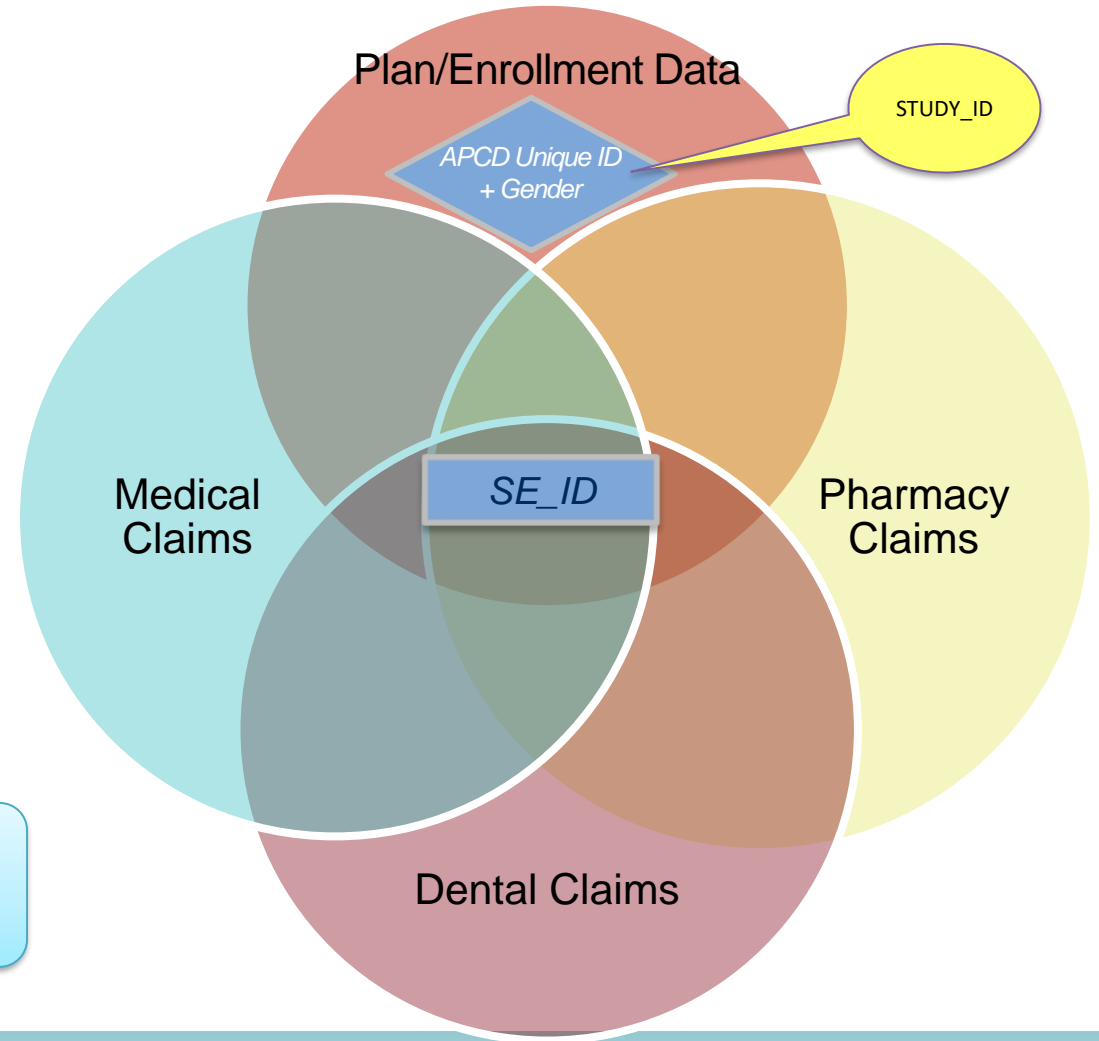 Plan/Enrollment Data
STUDY_ID
APCD Unique ID
+ Gender
Medical
Claims
SE_ID
Pharmacy
Claims
Dental Claims